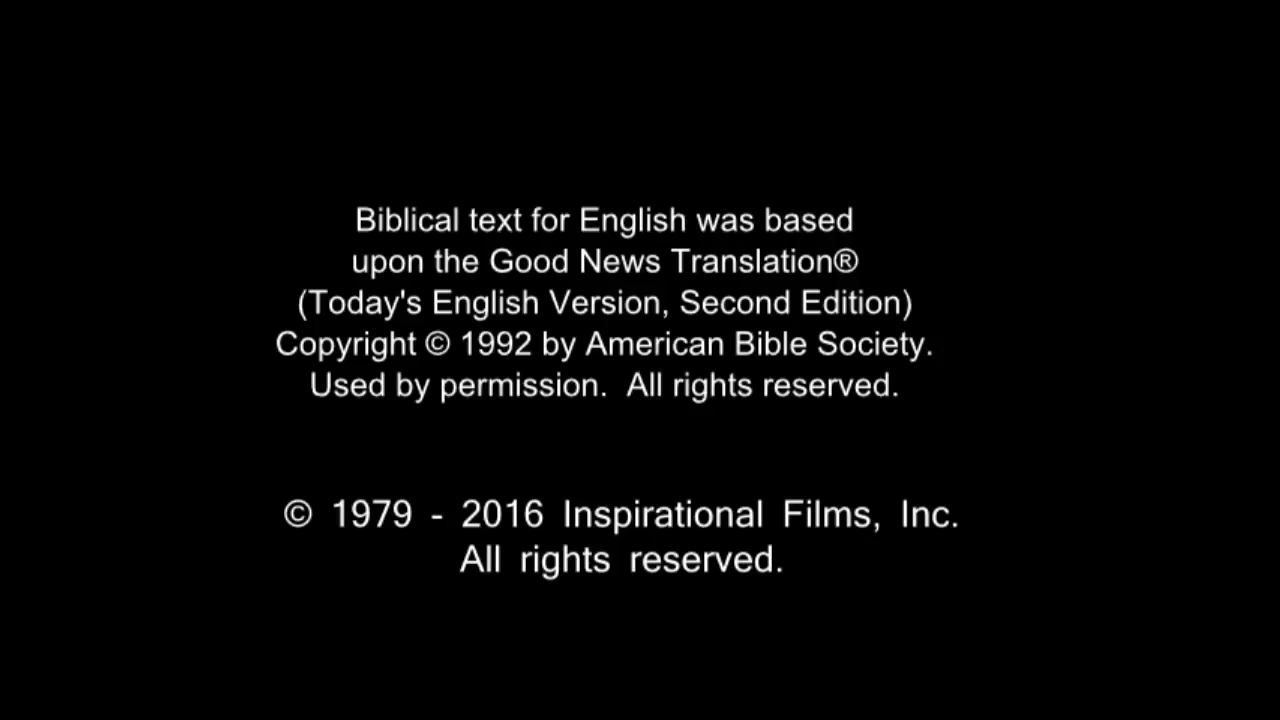 Biblical text for English was based
upon the Good News Translation®
(Today's English Version, Second Edition)
Copyright © 1992 by American Bible Society.
Used by permission.  All rights reserved.
© 1979 - 2016 Inspirational Films, Inc.
All rights reserved.